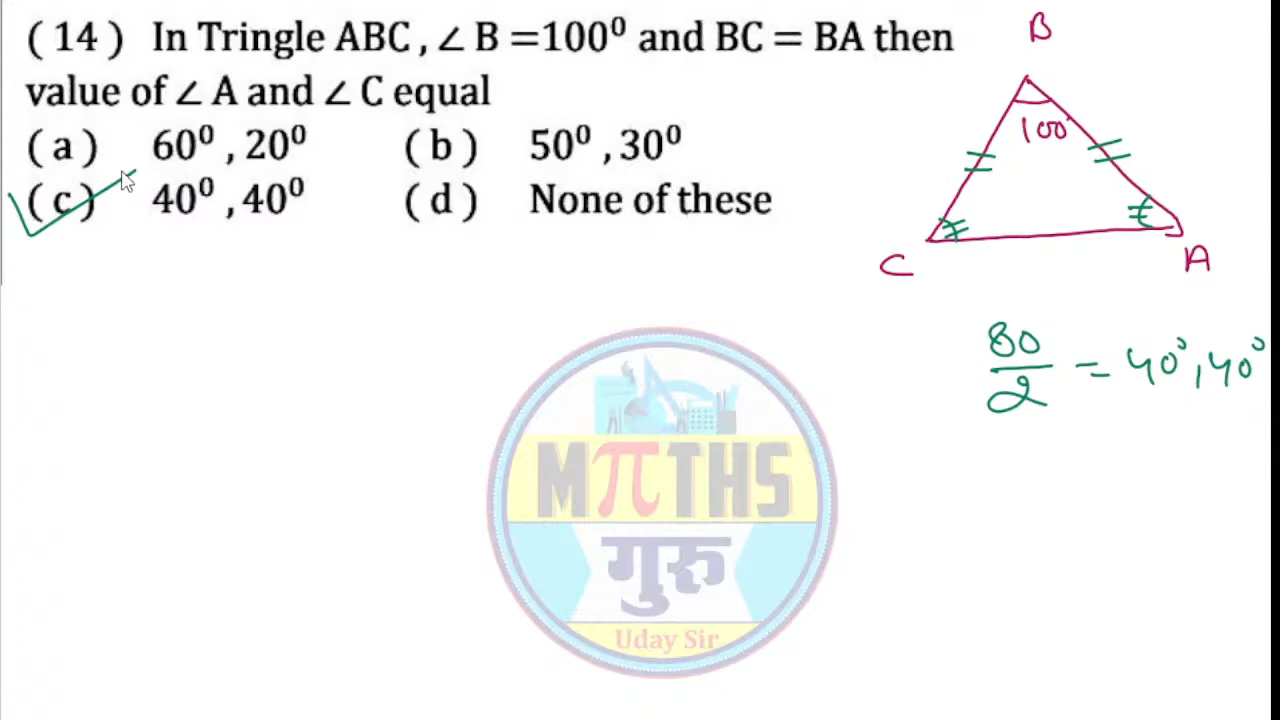 ( 14 ) In Tringle ABC , ∠ B =100⁰ and BC = BA then
value of ∠ A and ∠ C equal
( a ) 60⁰ , 20⁰ ( b ) 50⁰ , 30⁰
( c ) 40⁰ , 40⁰ ( d ) None of these
B
100°
C
A
80/2 = 40°, 40°
MπTHS
गुरु
Uday Sir